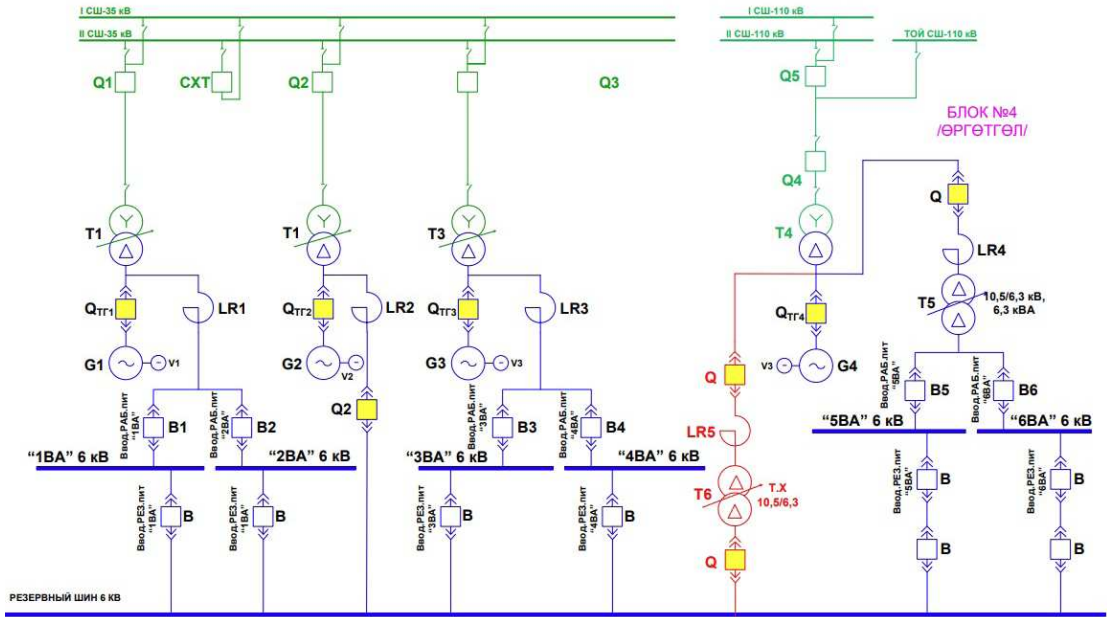 I СШ-35 кВ
II СШ-35 кВ
I СШ-110 кВ
II СШ-110 кВ
ТОЙ СШ-110 кВ
Q1
СХТ
Q2
Q3
Q5
БЛОК №4
/ӨРГӨТГӨЛ/
Q4
Q
T1
T1
T3
T4
LR4
T5
10,5/6,3 кВ,
6,3 кВА
QТГ1
LR1
QТГ2
LR2
QТГ3
LR3
QТГ4
G1
V1
G2
V2
G3
V3
V3
G4
Q
Q2
Ввод.РАБ.пит
"1ВА"
B1
Ввод.РАБ.пит
"2ВА"
B2
Ввод.РАБ.пит
"3ВА"
B3
Ввод.РАБ.пит
"4ВА"
B4
Ввод.РАБ.пит
"5ВА"
B5
Ввод.РАБ.пит
"6ВА"
B6
LR5
"5ВА" 6 кВ
"6ВА" 6 кВ
"1ВА" 6 кВ
"2ВА" 6 кВ
"3ВА" 6 кВ
"4ВА" 6 кВ
T6
Т.Х
10,5/6,3
Ввод.РЕЗ.пит
"1ВА"
B
Ввод.РЕЗ.пит
"1ВА"
B
Ввод.РЕЗ.пит
"3ВА"
B
Ввод.РЕЗ.пит
"4ВА"
B
Ввод.РЕЗ.пит
"5ВА"
B
Ввод.РЕЗ.пит
"6ВА"
B
Q
B
B
РЕЗЕРВНЫЙ ШИН 6 КВ